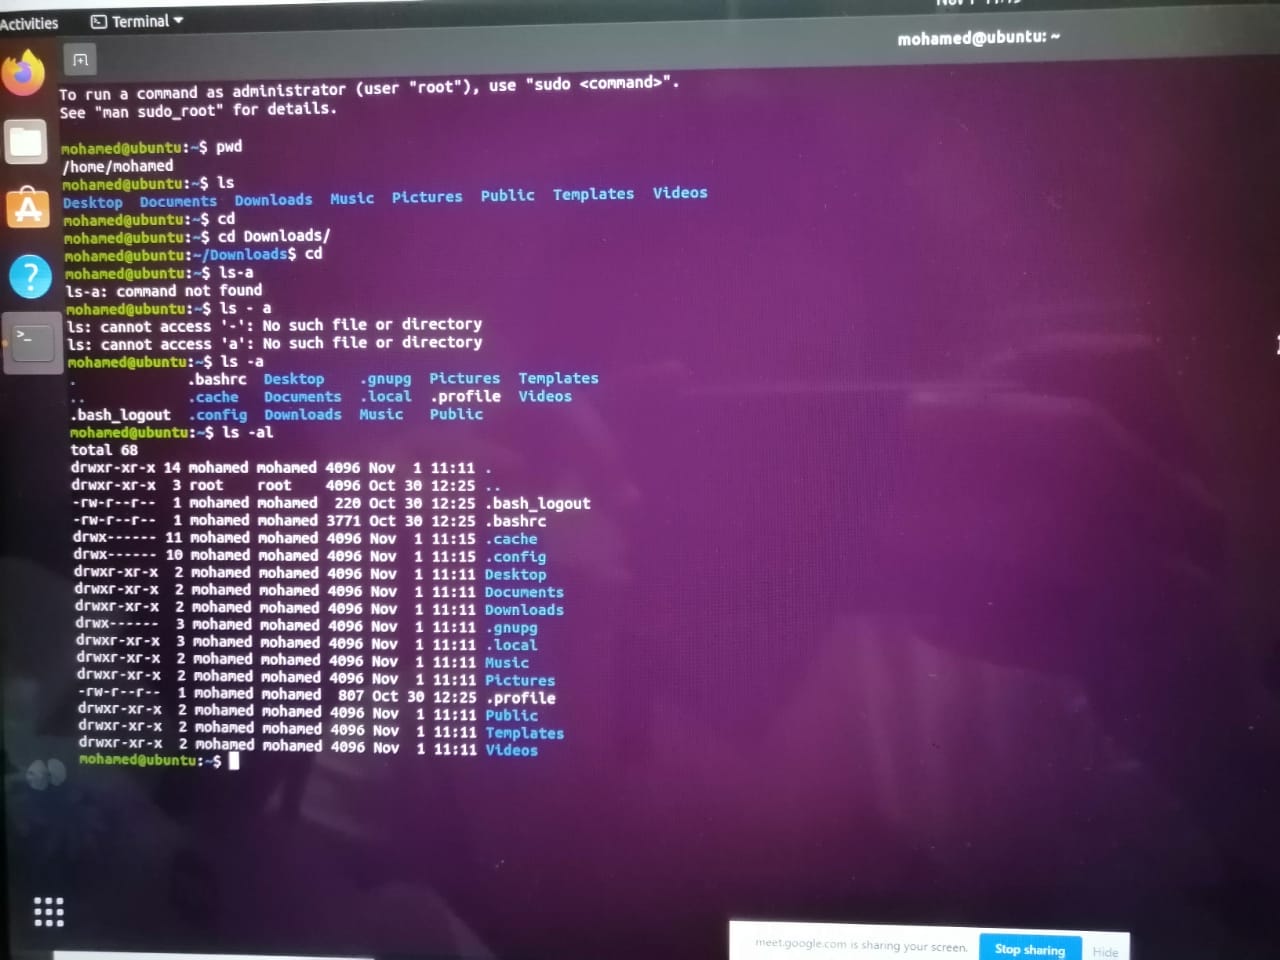 Activities
Terminal
mohamed@ubuntu: ~
To run a command as administrator (user "root"), use "sudo <command>".
See "man sudo_root" for details.
mohamed@ubuntu:~$ pwd
/home/mohamed
mohamed@ubuntu:~$ ls
Desktop Documents Downloads Music Pictures Public Templates Videos
mohamed@ubuntu:~$ cd
mohamed@ubuntu:~$ cd Downloads/
mohamed@ubuntu:~/Downloads$ cd
mohamed@ubuntu:~$ ls-a
ls-a: command not found
mohamed@ubuntu:~$ ls - a
ls: cannot access '-': No such file or directory
ls: cannot access 'a': No such file or directory
mohamed@ubuntu:~$ ls -a
. .bashrc Desktop .gnupg Pictures Templates
.. .cache Documents .local .profile Videos
.bash_logout .config Downloads Music Public
mohamed@ubuntu:~$ ls -al
total 68
drwxr-xr-x 14 mohamed mohamed 4096 Nov 1 11:11 .
drwxr-xr-x 3 root root 4096 Oct 30 12:25 ..
-rw-r--r-- 1 mohamed mohamed 220 Oct 30 12:25 .bash_logout
-rw-r--r-- 1 mohamed mohamed 3771 Oct 30 12:25 .bashrc
drwx------ 11 mohamed mohamed 4096 Nov 1 11:15 .cache
drwx------ 10 mohamed mohamed 4096 Nov 1 11:15 .config
drwxr-xr-x 2 mohamed mohamed 4096 Nov 1 11:11 Desktop
drwxr-xr-x 2 mohamed mohamed 4096 Nov 1 11:11 Documents
drwxr-xr-x 2 mohamed mohamed 4096 Nov 1 11:11 Downloads
drwx------ 3 mohamed mohamed 4096 Nov 1 11:11 .gnupg
drwxr-xr-x 3 mohamed mohamed 4096 Nov 1 11:11 .local
drwxr-xr-x 2 mohamed mohamed 4096 Nov 1 11:11 Music
drwxr-xr-x 2 mohamed mohamed 4096 Nov 1 11:11 Pictures
-rw-r--r-- 1 mohamed mohamed 807 Oct 30 12:25 .profile
drwxr-xr-x 2 mohamed mohamed 4096 Nov 1 11:11 Public
drwxr-xr-x 2 mohamed mohamed 4096 Nov 1 11:11 Templates
drwxr-xr-x 2 mohamed mohamed 4096 Nov 1 11:11 Videos
mohamed@ubuntu:~$
meet.google.com is sharing your screen. Stop sharing Hide